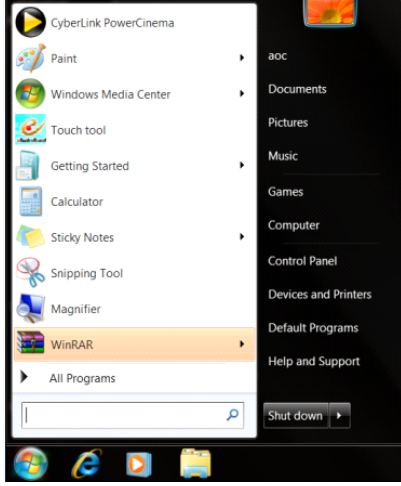 CyberLink PowerCinema
Paint
Windows Media Center
Touch tool
Getting Started
Calculator
Sticky Notes
Snipping Tool
Magnifier
WinRAR
All Programs
aoc
Documents
Pictures
Music
Games
Computer
Control Panel
Devices and Printers
Default Programs
Help and Support
Shut down